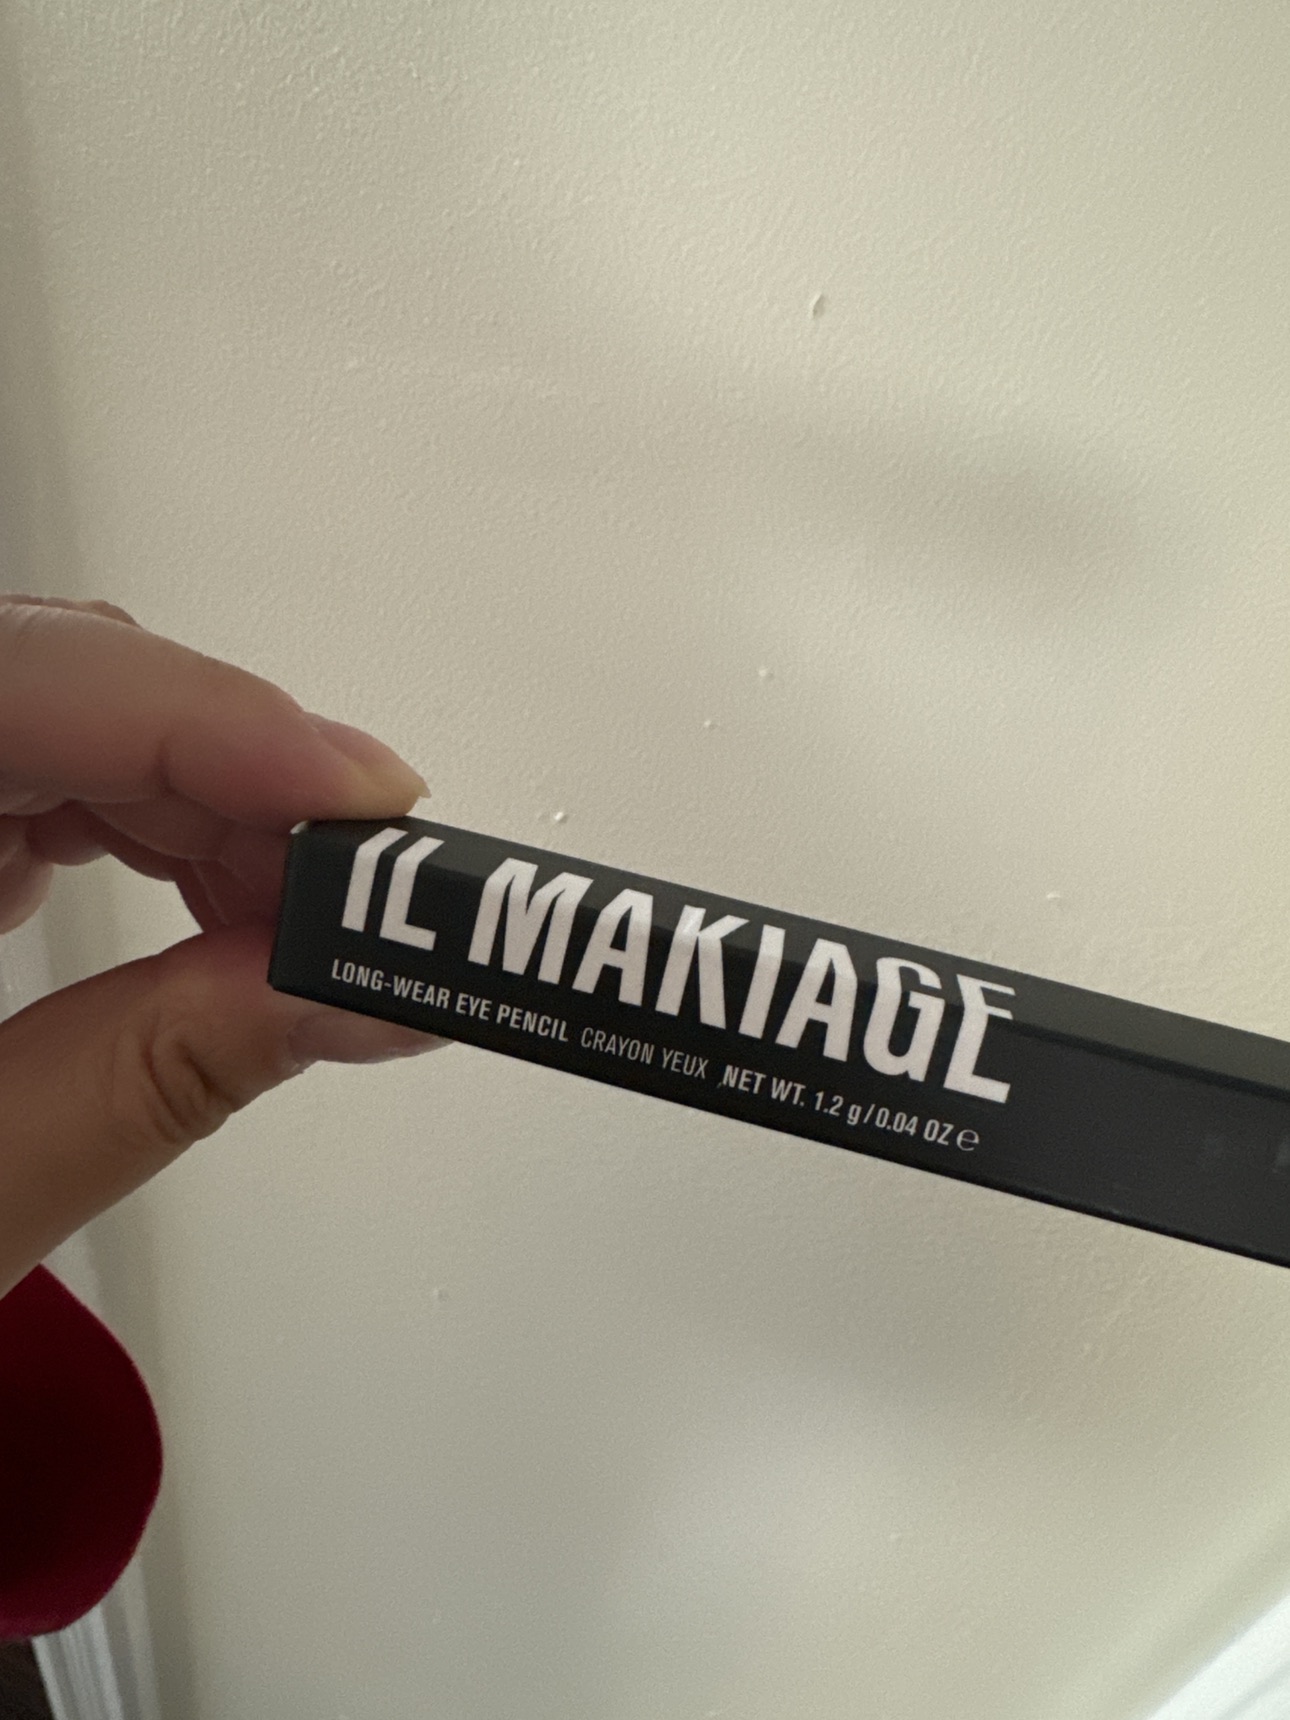 IL MAKIAGE
LONG-WEAR EYE PENCIL CRAYON YEUX NET WT. 1.2 g/0.04 OZ ℮